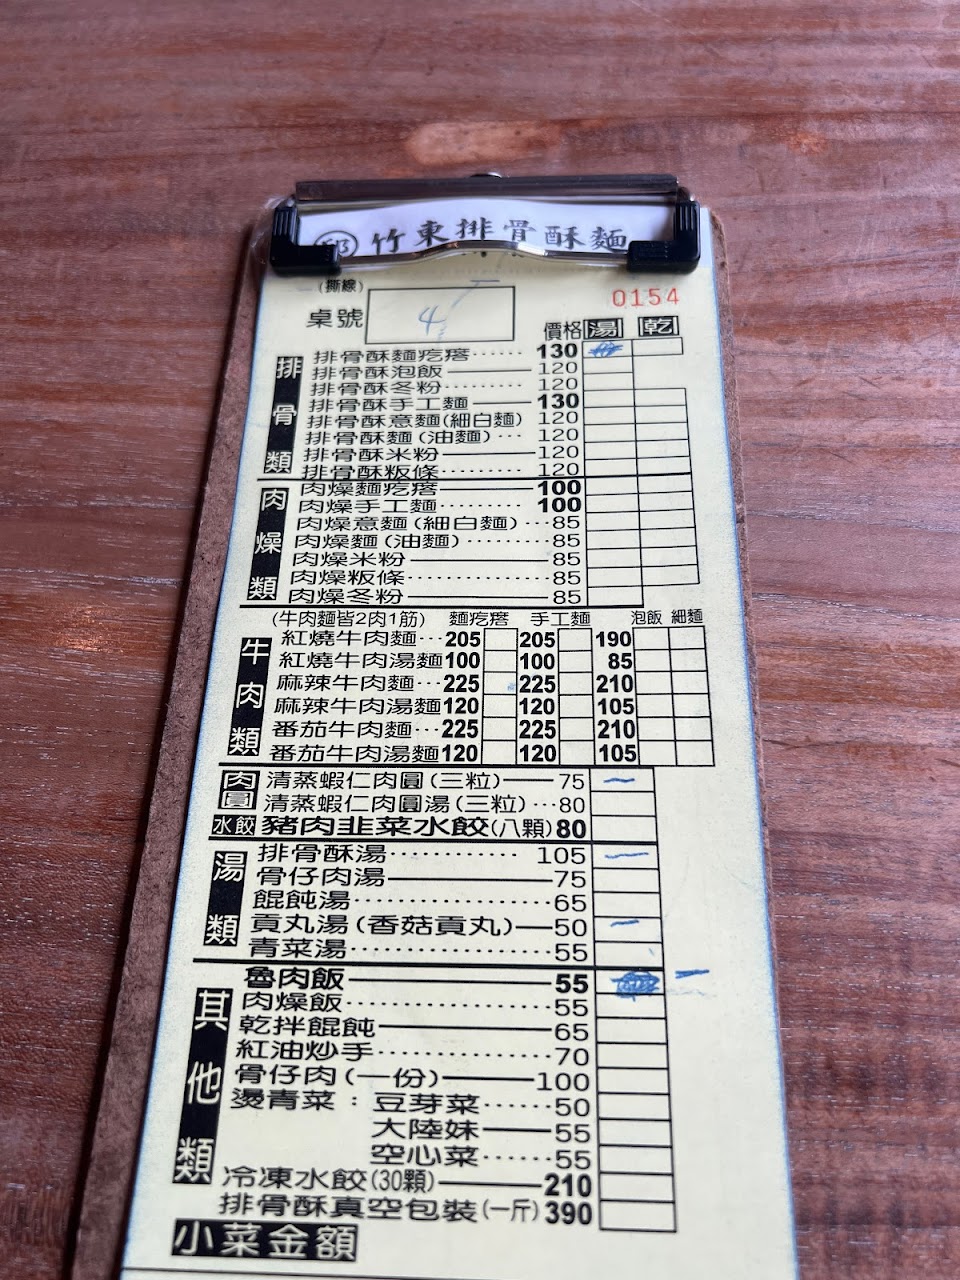 竹東排骨酥麵
(撕線)
0154
桌號 4
價格 湯 乾
排骨類
排骨酥麵疙瘩⋯⋯ 130
排骨酥泡飯 120
排骨酥冬粉⋯⋯ 120
排骨酥手工麵 130
排骨酥意麵(細白麵) 120
排骨酥麵(油麵)⋯ 120
排骨酥米粉 120
排骨酥粄條⋯⋯ 120
肉燥類
肉燥麵疙瘩 100
肉燥手工麵⋯⋯ 100
肉燥意麵(細白麵)⋯85
肉燥麵(油麵)⋯⋯85
肉燥米粉 85
肉燥粄條⋯⋯85
肉燥冬粉 85
牛肉類
(牛肉麵皆2肉1筋) 麵疙瘩 手工麵 泡飯 細麵
紅燒牛肉麵⋯205 205 190
紅燒牛肉湯麵100 100 85
麻辣牛肉麵⋯225 225 210
麻辣牛肉湯麵120 120 105
番茄牛肉麵⋯225 225 210
番茄牛肉湯麵120 120 105
肉圓
清蒸蝦仁肉圓(三粒)75 一
清蒸蝦仁肉圓湯(三粒)⋯80
水餃 豬肉韭菜水餃(八顆)80
湯類
排骨酥湯⋯⋯ 105 一
骨仔肉湯 75
餛飩湯⋯⋯65
貢丸湯(香菇貢丸)50 一
青菜湯⋯⋯55
其他類
魯肉飯 55 一
肉燥飯⋯⋯55
乾拌餛飩 65
紅油炒手⋯⋯70
骨仔肉(一份)100
燙青菜：豆芽菜⋯⋯50
大陸妹 55
空心菜⋯⋯55
冷凍水餃(30顆)210
排骨酥真空包裝(一斤)390
小菜金額